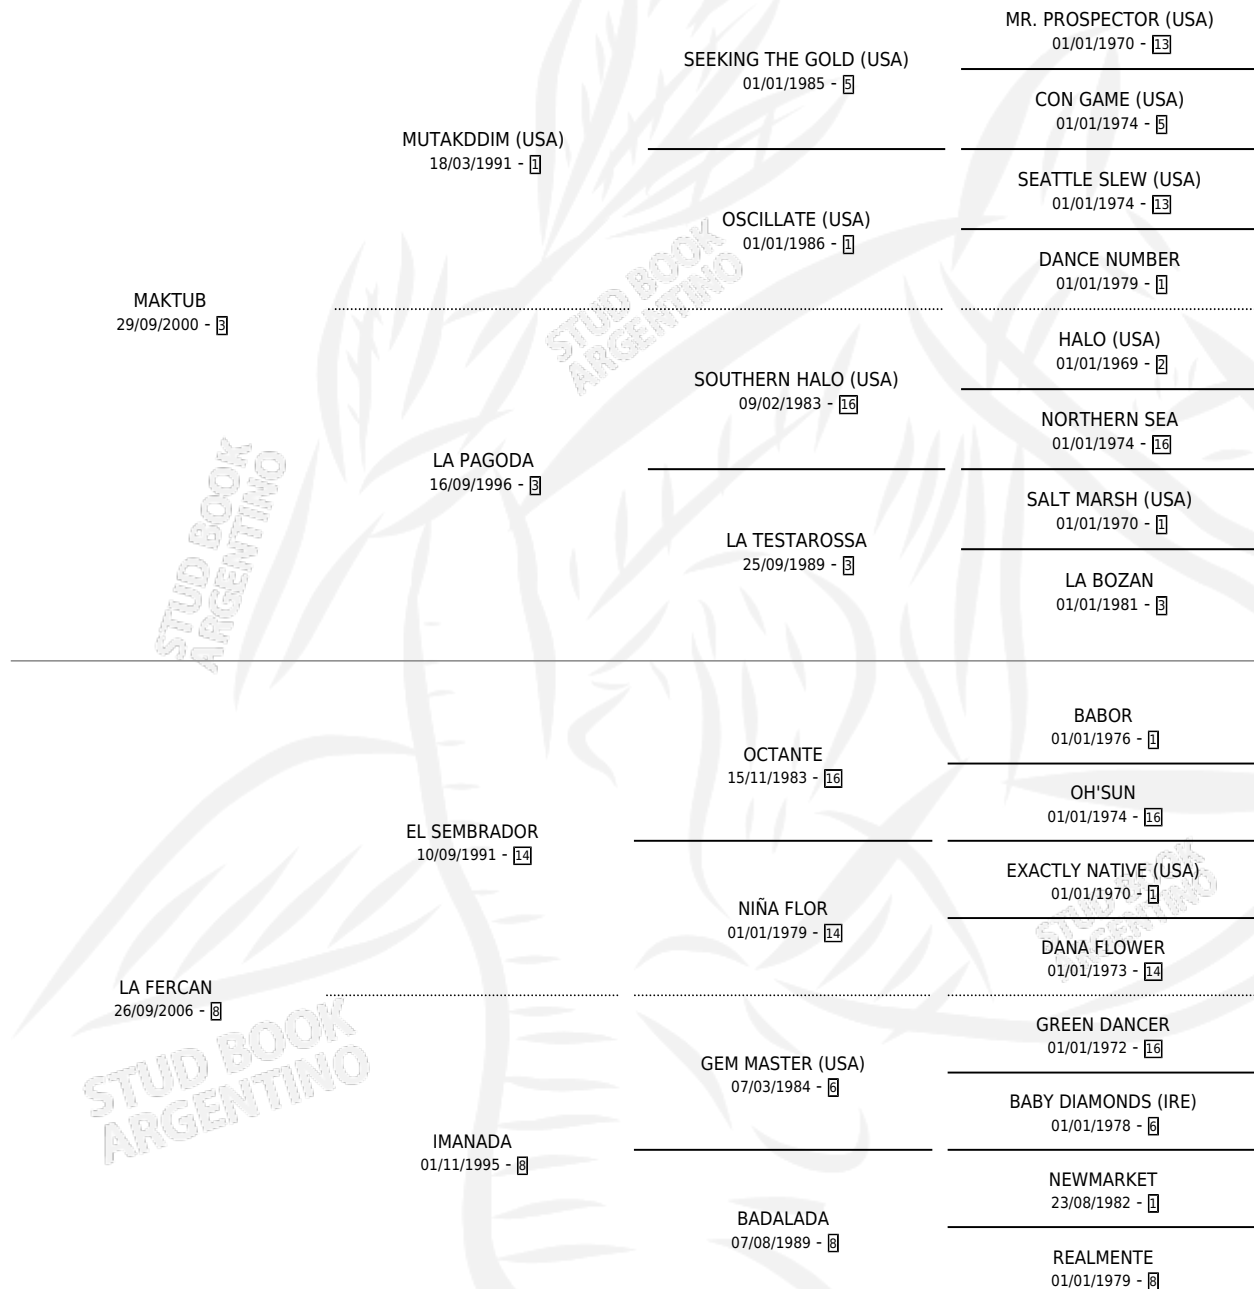 MR. PROSPECTOR (USA)
01/01/1970 - 13
SEEKING THE GOLD (USA)
01/01/1985 - 5
CON GAME (USA)
01/01/1974 - 5
MUTAKDDIM (USA)
18/03/1991 - 1
SEATTLE SLEW (USA)
01/01/1974 - 13
OSCILLATE (USA)
01/01/1986 - 1
DANCE NUMBER
01/01/1979 - 1
MAKTUB
29/09/2000 - 3
HALO (USA)
01/01/1969 - 2
SOUTHERN HALO (USA)
09/02/1983 - 16
NORTHERN SEA
01/01/1974 - 16
LA PAGODA
16/09/1996 - 3
SALT MARSH (USA)
01/01/1970 - 1
LA TESTAROSSA
25/09/1989 - 3
LA BOZAN
01/01/1981 - 3
STUD BOOK
ARGENTINO
STUD BOOK
ARGENTINO
BABOR
01/01/1976 - 1
OCTANTE
15/11/1983 - 16
OH'SUN
01/01/1974 - 16
EL SEMBRADOR
10/09/1991 - 14
EXACTLY NATIVE (USA)
01/01/1970 - 1
NIÑA FLOR
01/01/1979 - 14
DANA FLOWER
01/01/1973 - 14
STUD BOOK
ARGENTINO
LA FERCAN
26/09/2006 - 8
GREEN DANCER
01/01/1972 - 16
GEM MASTER (USA)
07/03/1984 - 6
BABY DIAMONDS (IRE)
01/01/1978 - 6
IMANADA
01/11/1995 - 8
NEWMARKET
23/08/1982 - 1
BADALADA
07/08/1989 - 8
REALMENTE
01/01/1979 - 8
STUD BOOK
ARGENTINO